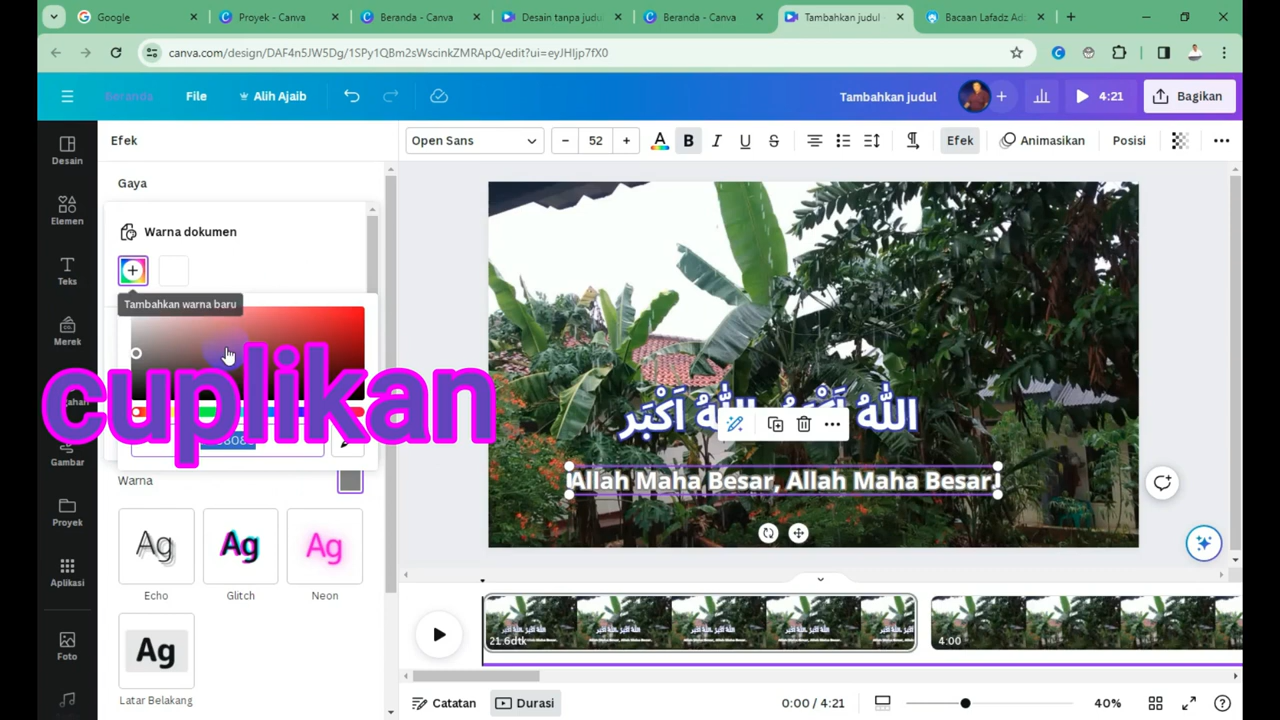 Google
Proyek - Canva
Beranda - Canva
Desain tanpa judu
Beranda - Canva
Tambahkan judul -
Bacaan Lafadz Ad
canva.com/design/DAF4n5JW5Dg/1SPy1QBm2sWscinkZMRApQ/edit?ui=eyJHIjp7fX0
Beranda
File
Alih Ajaib
Tambahkan judul
4:21
Bagikan
Efek
Open Sans
52
A
B
I
U
S
Efek
Animasikan
Posisi
Desain
Elemen
Teks
Merek
Gambar
Proyek
Aplikasi
Foto
Gaya
Warna dokumen
Tambahkan warna baru
cuplikan
Warna
Ag
Ag
Ag
Echo
Glitch
Neon
Ag
Latar Belakang
اللهُ اَكْبَر
Allah Maha Besar, Allah Maha Besar.
21.6dtk
4:00
Catatan
Durasi
0:00 / 4:21
40%